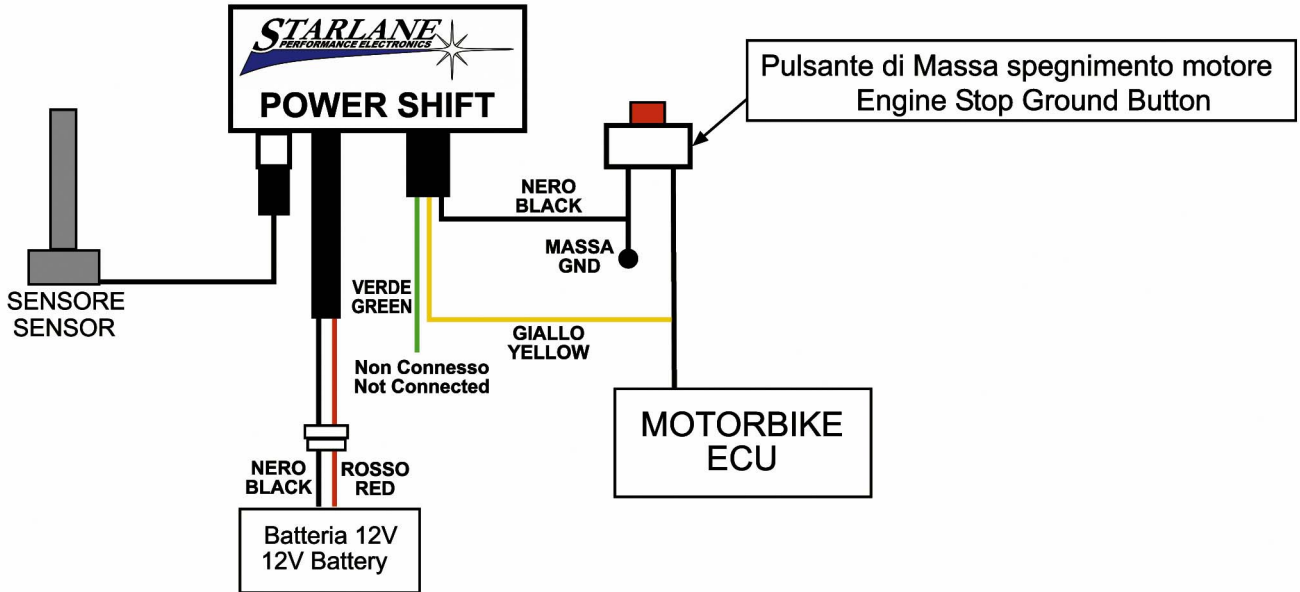 STARLANE
PERFORMANCE ELECTRONICS
POWER SHIFT
Pulsante di Massa spegnimento motore
Engine Stop Ground Button
NERO
BLACK
MASSA
GND
SENSORE
SENSOR
VERDE
GREEN
GIALLO
YELLOW
Non Connesso
Not Connected
MOTORBIKE
ECU
NERO
BLACK
ROSSO
RED
Batteria 12V
12V Battery